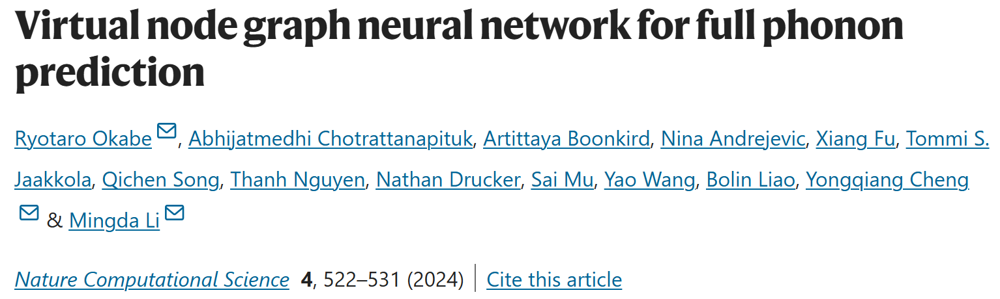 Virtual node graph neural network for full phonon
prediction
Ryotaro Okabe, Abhijatmedhi Chotrattanapituk, Artittaya Boonkird, Nina Andrejevic, Xiang Fu, Tommi S.
Jaakkola, Qichen Song, Thanh Nguyen, Nathan Drucker, Sai Mu, Yao Wang, Bolin Liao, Yongqiang Cheng
& Mingda Li
Nature Computational Science 4, 522–531 (2024) | Cite this article